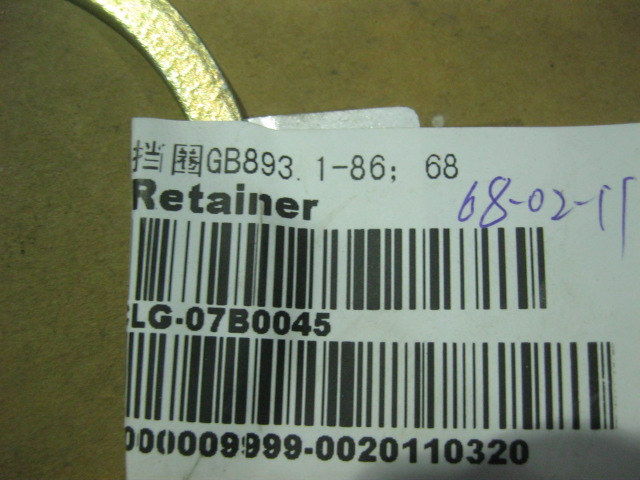 挡圈GB893.1-86; 68
Retainer
68-02-11
LG-07B0045
000009999-0020110320